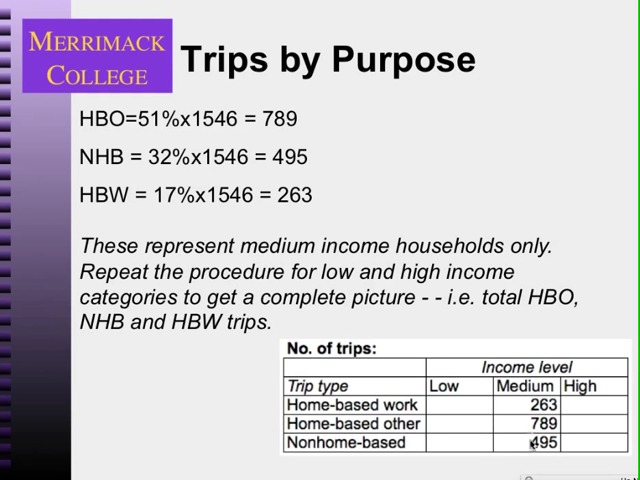 MERRIMACK
COLLEGE
Trips by Purpose
HBO=51%x1546 = 789
NHB = 32%x1546 = 495
HBW = 17%x1546 = 263
These represent medium income households only.
Repeat the procedure for low and high income
categories to get a complete picture - - i.e. total HBO,
NHB and HBW trips.
No. of trips:
Income level
Trip type Low Medium High
Home-based work 263
Home-based other 789
Nonhome-based 495